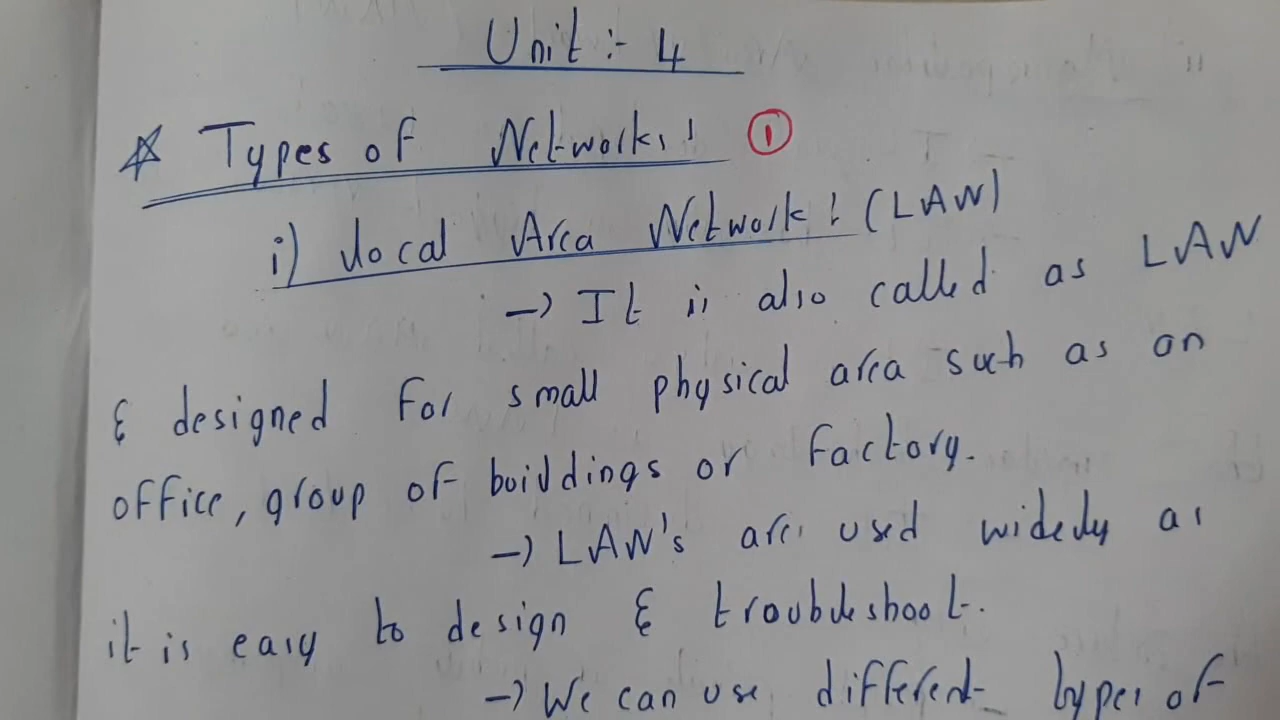 Unit :- 4
* Types of Networks: ①
i) Local Area Network: (LAN)
→ It is also called as LAN
& designed for small physical area such as an
office, group of buildings or factory.
→ LAN's are used widely as
it is easy to design & troubleshoot.
→ We can use different types of